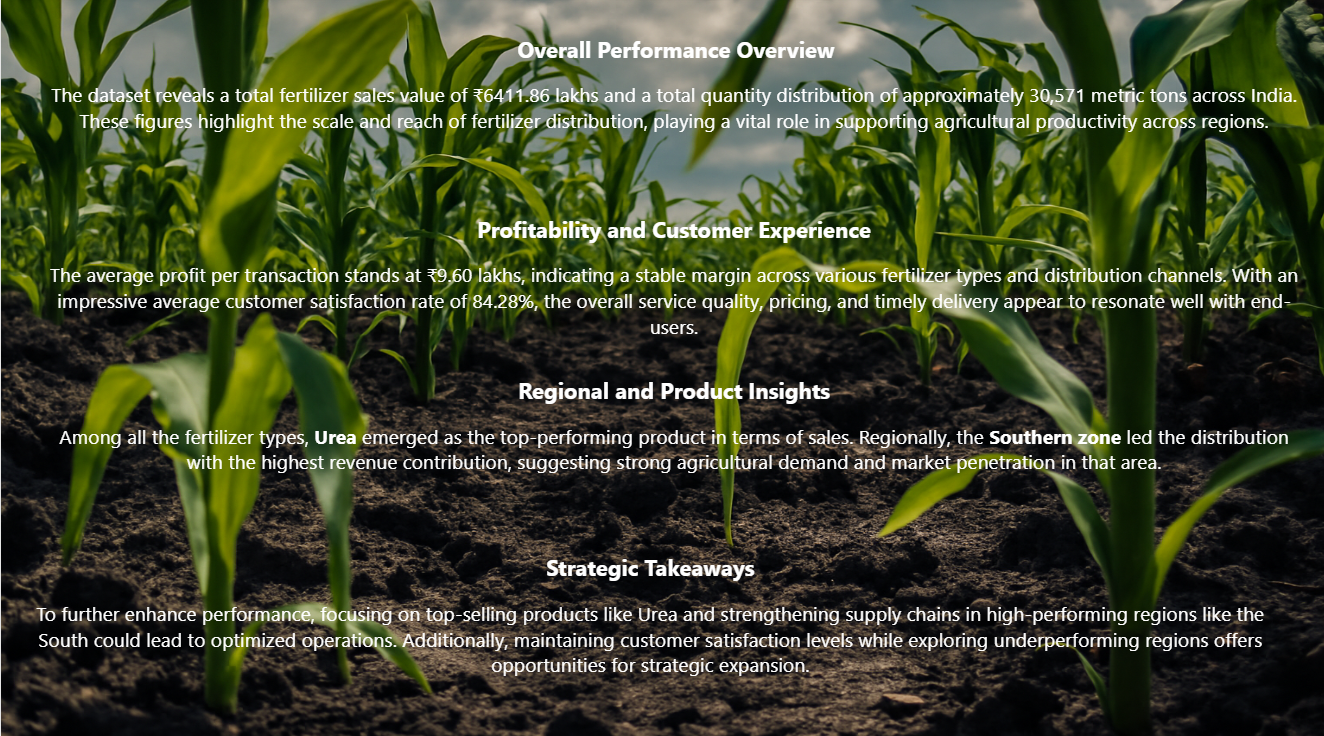 Overall Performance Overview
The dataset reveals a total fertilizer sales value of ₹6411.86 lakhs and a total quantity distribution of approximately 30,571 metric tons across India.
These figures highlight the scale and reach of fertilizer distribution, playing a vital role in supporting agricultural productivity across regions.
Profitability and Customer Experience
The average profit per transaction stands at ₹9.60 lakhs, indicating a stable margin across various fertilizer types and distribution channels. With an
impressive average customer satisfaction rate of 84.28%, the overall service quality, pricing, and timely delivery appear to resonate well with end-
users.
Regional and Product Insights
Among all the fertilizer types, Urea emerged as the top-performing product in terms of sales. Regionally, the Southern zone led the distribution
with the highest revenue contribution, suggesting strong agricultural demand and market penetration in that area.
Strategic Takeaways
To further enhance performance, focusing on top-selling products like Urea and strengthening supply chains in high-performing regions like the
South could lead to optimized operations. Additionally, maintaining customer satisfaction levels while exploring underperforming regions offers
opportunities for strategic expansion.